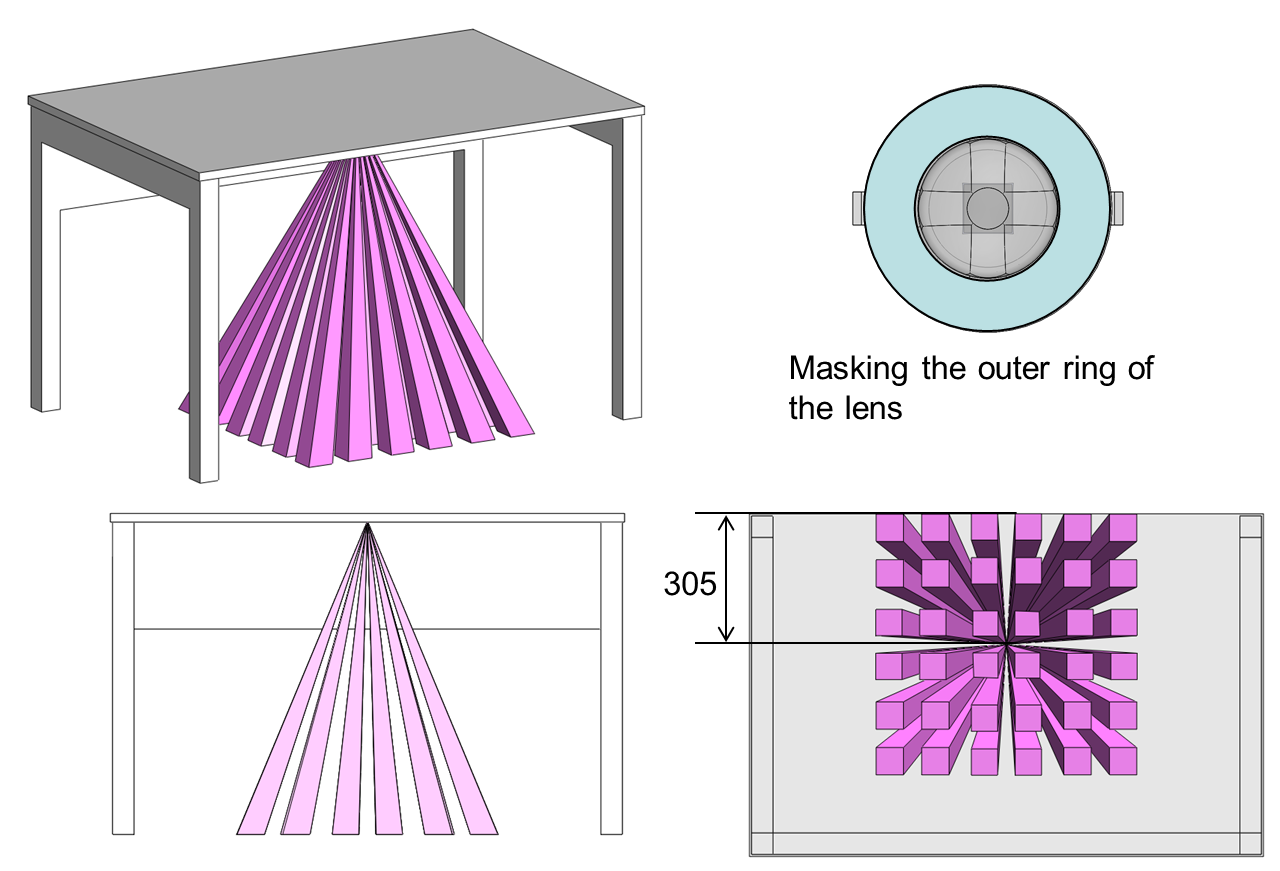 Masking the outer ring of
the lens
305